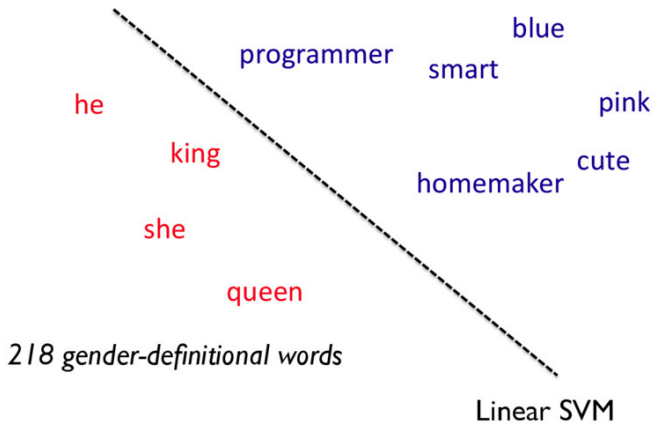 blue
programmer
smart
he
pink
king
cute
homemaker
she
queen
218 gender-definitional words
Linear SVM